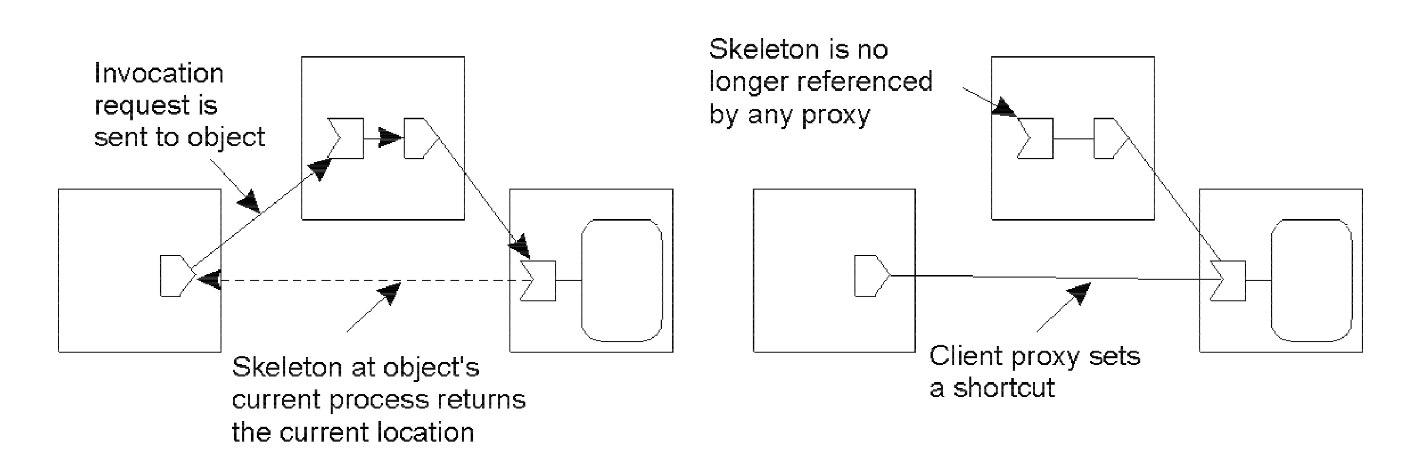 Invocation
request is
sent to object
Skeleton at object's
current process returns
the current location
Skeleton is no
longer referenced
by any proxy
Client proxy sets
a shortcut